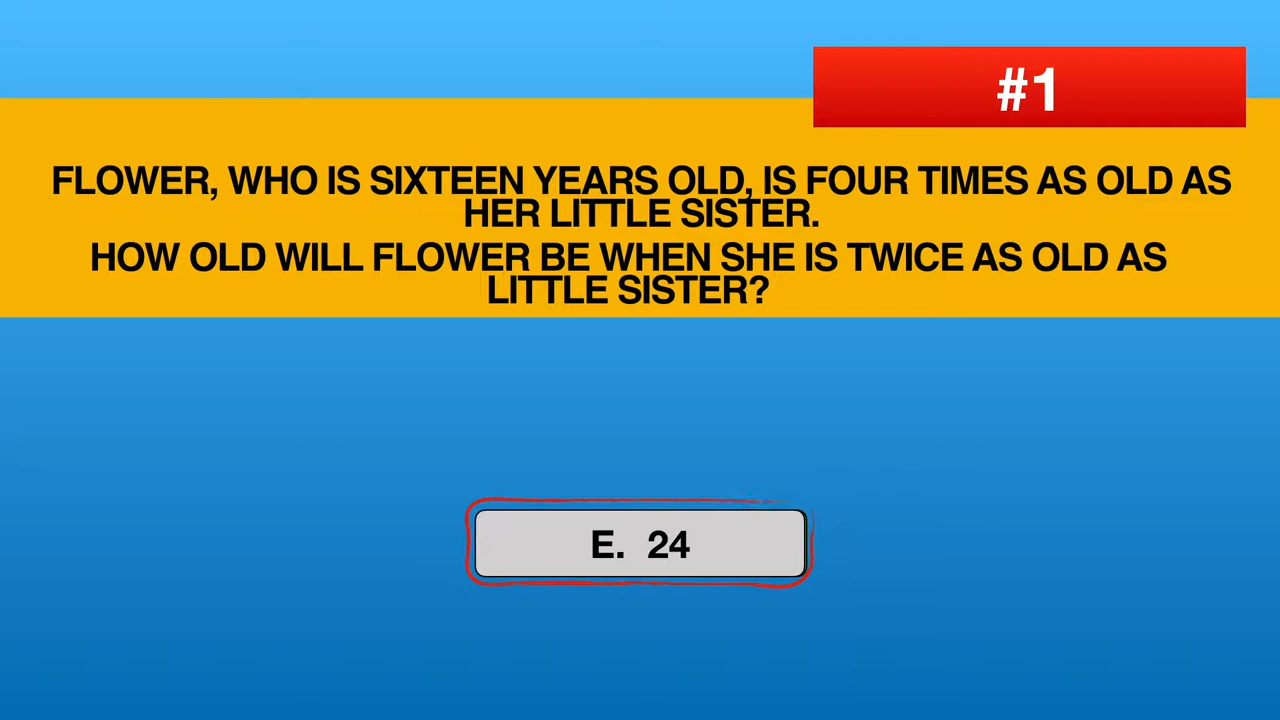 #1
FLOWER, WHO IS SIXTEEN YEARS OLD, IS FOUR TIMES AS OLD AS
HER LITTLE SISTER.
HOW OLD WILL FLOWER BE WHEN SHE IS TWICE AS OLD AS
LITTLE SISTER?
E. 24